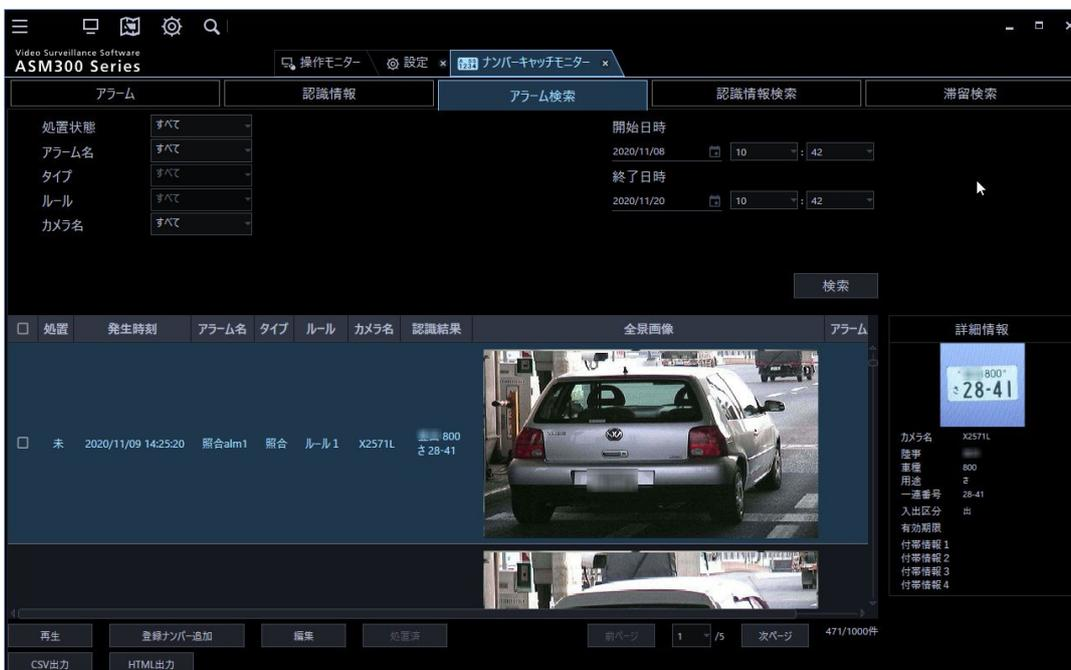 Video Surveillance Software
ASM300 Series
操作モニター
設定 ×
ナンバーキャッチモニター ×
アラーム
認識情報
アラーム検索
認識情報検索
滞留検索
処置状態 すべて
アラーム名 すべて
タイプ すべて
ルール すべて
カメラ名 すべて
開始日時
2020/11/08 10 : 42
終了日時
2020/11/20 10 : 42
検索
処置 発生時刻 アラーム名 タイプ ルール カメラ名 認識結果 全景画像 アラーム
未 2020/11/09 14:25:20 照合alm1 照合 ルール1 X2571L
800
さ 28-41
詳細情報
800
さ 28-41
カメラ名 X2571L
陸事
車種 800
用途 さ
一連番号 28-41
入出区分 出
有効期限
付帯情報1
付帯情報2
付帯情報3
付帯情報4
再生
登録ナンバー追加
編集
処置済
前ページ
1 /5
次ページ
471/1000件
CSV出力
HTML出力